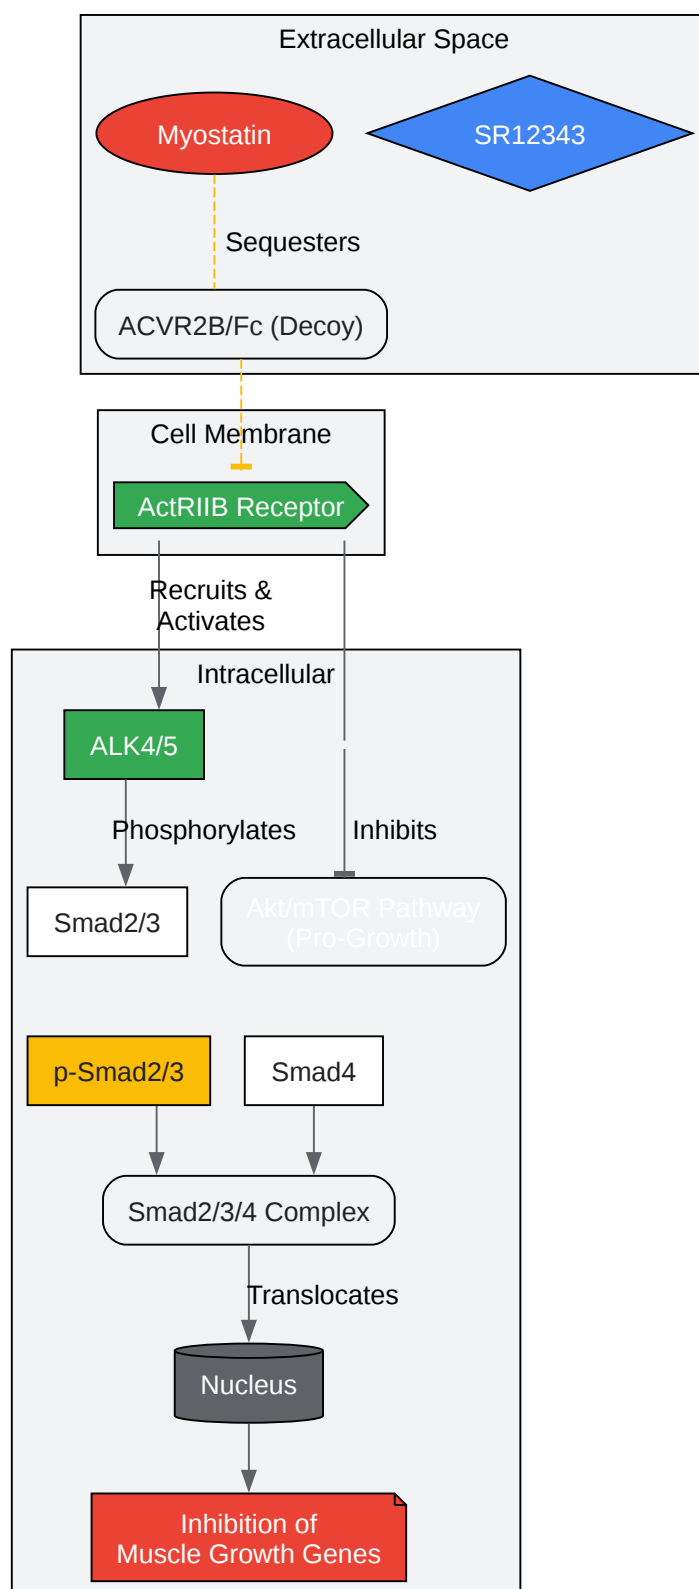 Extracellular Space
Myostatin
SR12343
Sequesters
ACVR2B/Fc (Decoy)
Cell Membrane
ActRIIB Receptor
Recruits &
Activates
Intracellular
ALK4/5
Phosphorylates
Inhibits
Smad2/3
Akt/mTOR Pathway
(Pro-Growth)
p-Smad2/3
Smad4
Smad2/3/4 Complex
Translocates
Nucleus
Inhibition of
Muscle Growth Genes